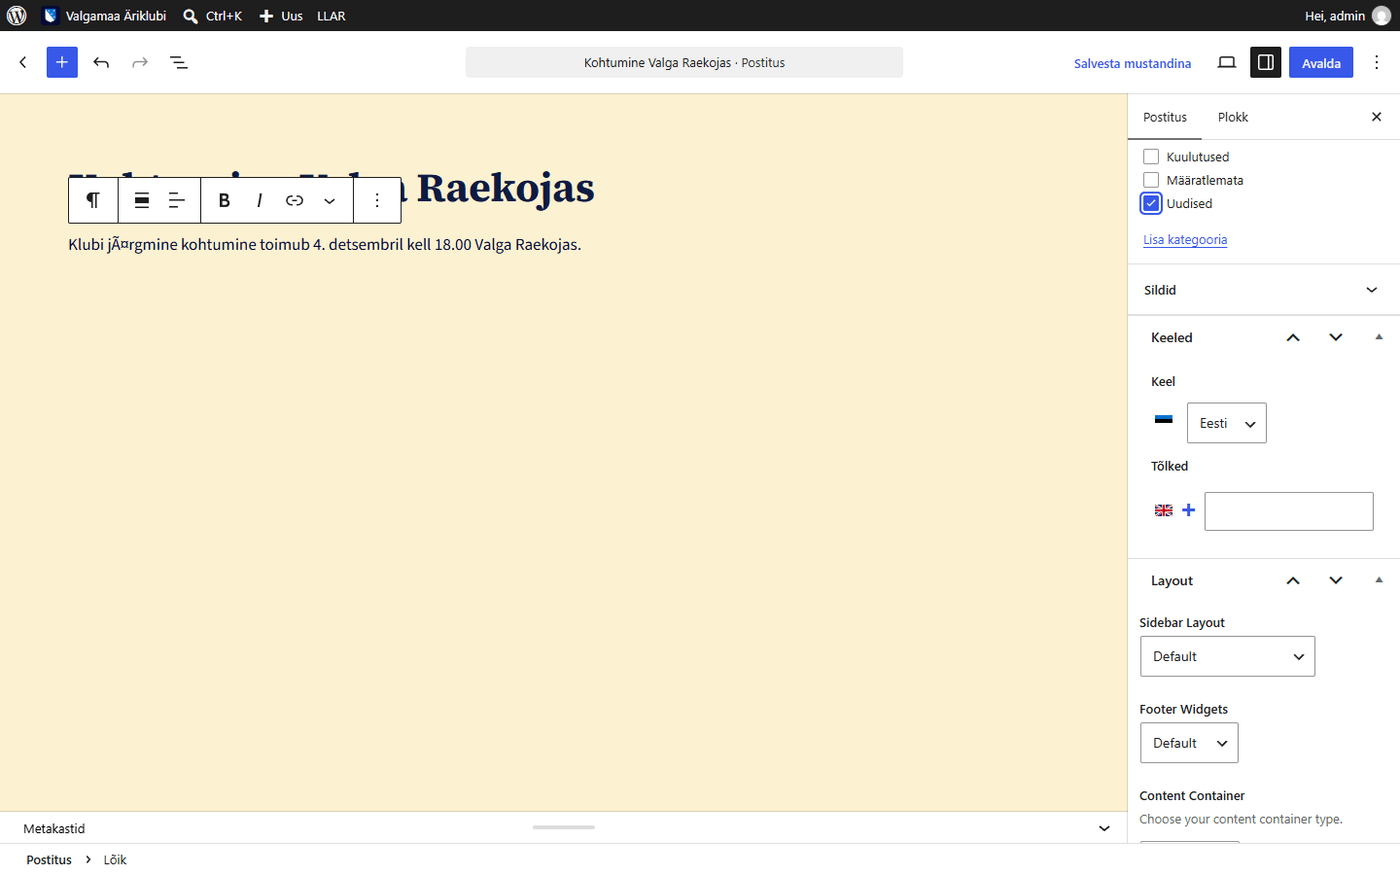 Valgamaa Äriklubi Ctrl+K Uus LLAR Hei, admin
Kohtumine Valga Raekojas · Postitus Salvesta mustandina Avalda
Postitus Plokk
Kuulutused
Määratlemata
Uudised
Lisa kategooria
Sildid
Keeled
Keel
Eesti
Tõlked
Layout
Sidebar Layout
Default
Footer Widgets
Default
Content Container
Choose your content container type.
Raekojas
B I
Klubi jÃ¤rgmine kohtumine toimub 4. detsembril kell 18.00 Valga Raekojas.
Metakastid
Postitus Lõik